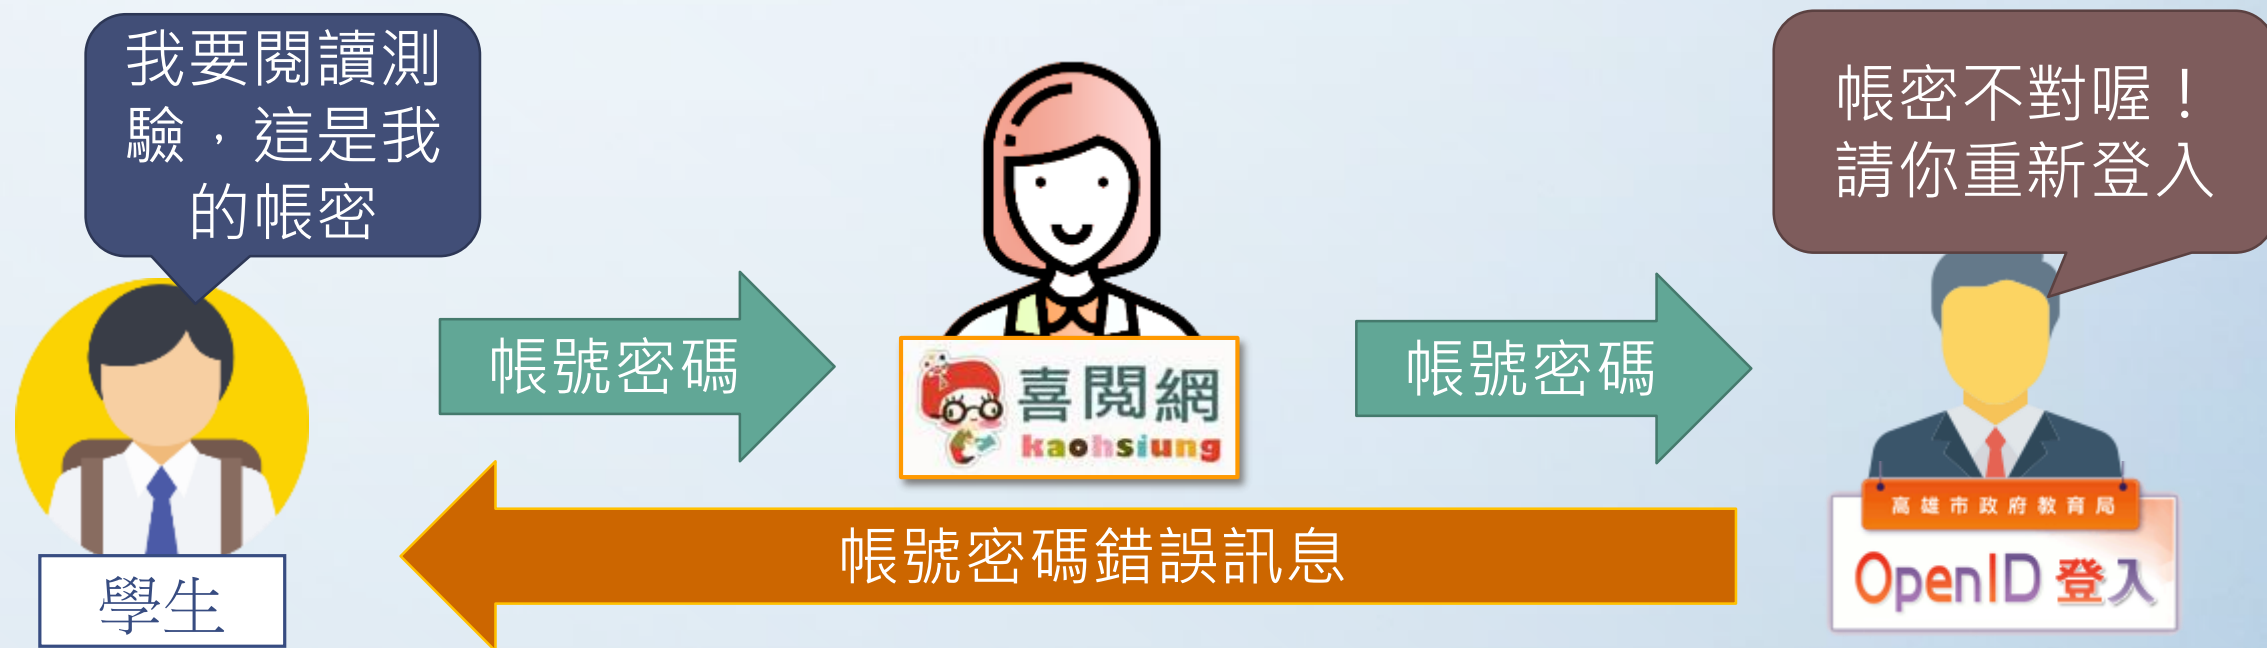 我要閱讀測
驗，這是我
的帳密
帳密不對喔！
請你重新登入
帳號密碼
帳號密碼
喜閱網
kaohsiung
帳號密碼錯誤訊息
學生
高雄市政府教育局
OpenID 登入